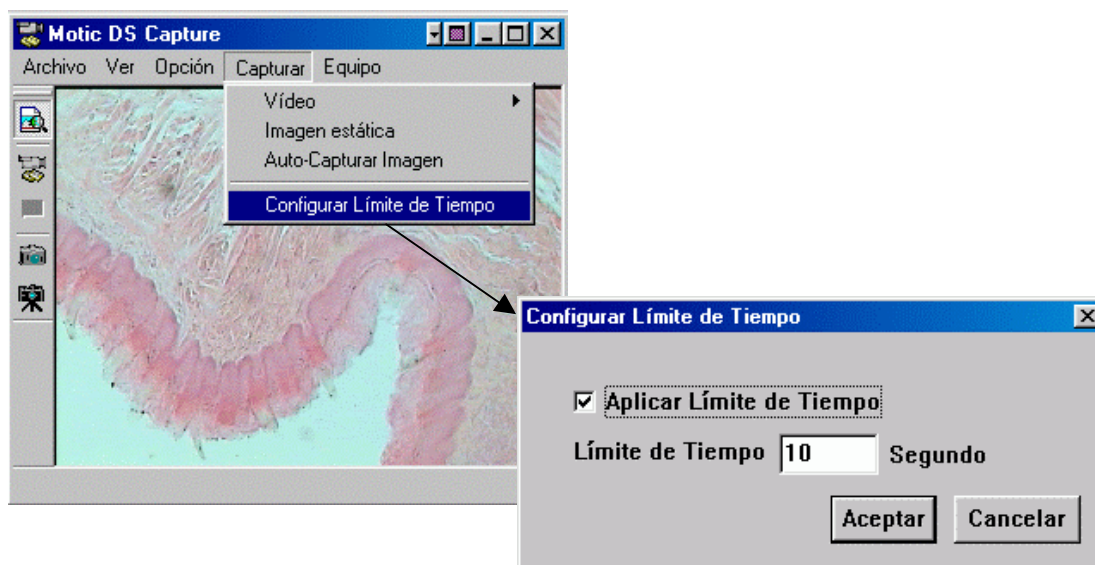 Motic DS Capture
Archivo Ver Opción Capturar Equipo
Vídeo
Imagen estática
Auto-Capturar Imagen
Configurar Límite de Tiempo
Configurar Límite de Tiempo
Aplicar Límite de Tiempo
Límite de Tiempo 10 Segundo
Aceptar Cancelar